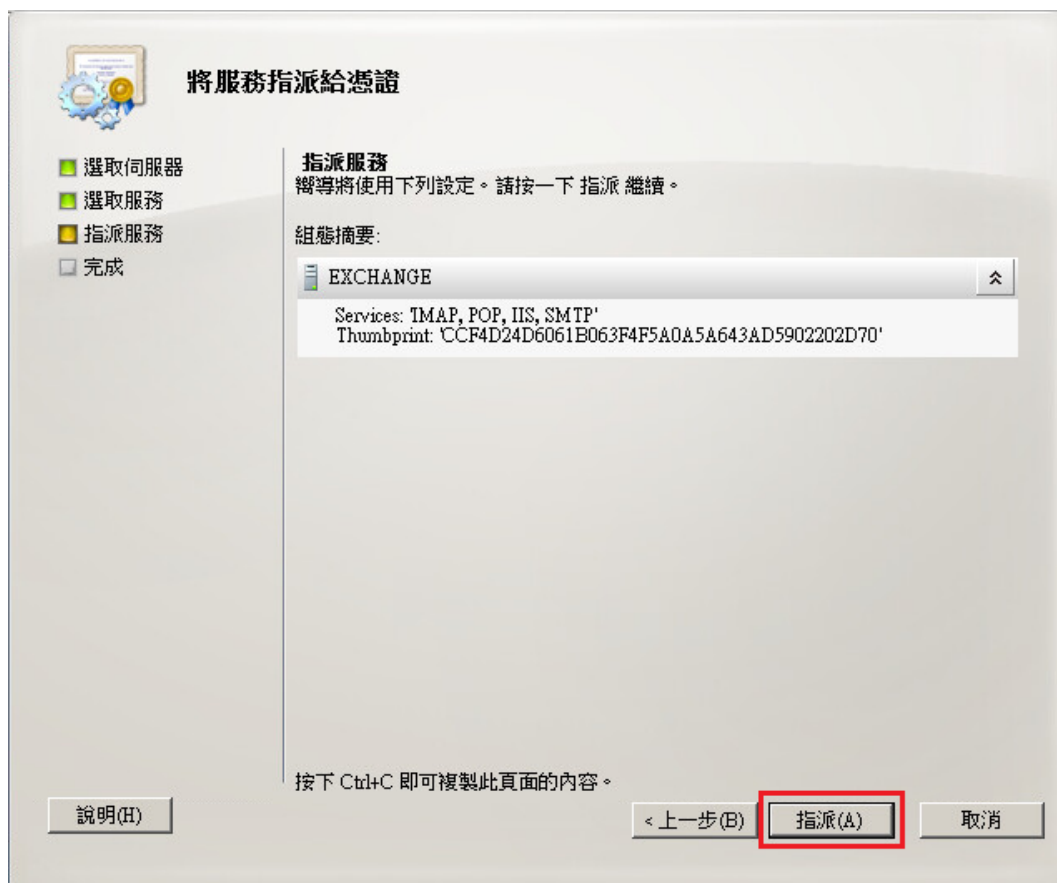 將服務指派給憑證
選取伺服器
選取服務
指派服務
完成
指派服務
嚮導將使用下列設定。請按一下 指派 繼續。
組態摘要:
EXCHANGE
Services: 'IMAP, POP, IIS, SMTP'
Thumbprint: 'CCF4D24D6061B063F4F5A0A5A643AD5902202D70'
按下 Ctrl+C 即可複製此頁面的內容。
說明(H)
< 上一步(B)
指派(A)
取消